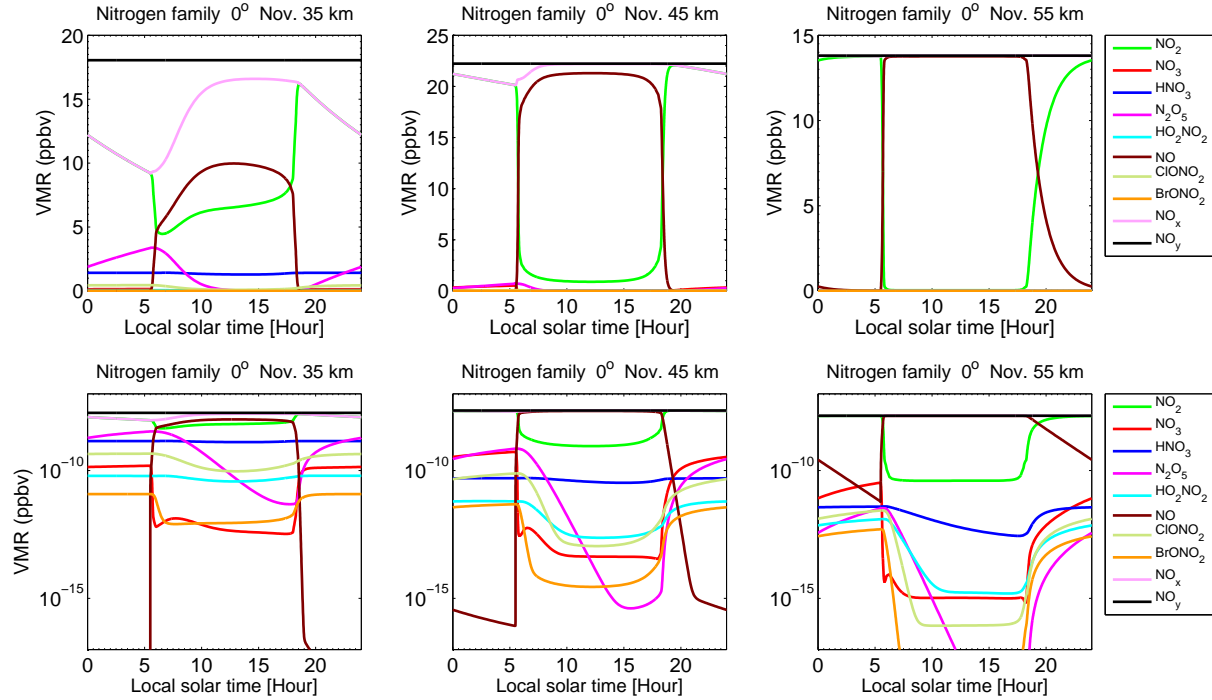 Nitrogen family 0° Nov. 35 km
Nitrogen family 0° Nov. 45 km
Nitrogen family 0° Nov. 55 km
VMR (ppbv)
20
15
10
5
0
0 5 10 15 20
Local solar time [Hour]
VMR (ppbv)
25
20
15
10
5
0
0 5 10 15 20
Local solar time [Hour]
VMR (ppbv)
15
10
5
0
0 5 10 15 20
Local solar time [Hour]
NO₂
NO₃
HNO₃
N₂O₅
HO₂NO₂
NO
ClONO₂
BrONO₂
NOₓ
NO_y
Nitrogen family 0° Nov. 35 km
Nitrogen family 0° Nov. 45 km
Nitrogen family 0° Nov. 55 km
VMR (ppbv)
10⁻¹⁰
10⁻¹⁵
0 5 10 15 20
Local solar time [Hour]
10⁻¹⁰
10⁻¹⁵
0 5 10 15 20
Local solar time [Hour]
10⁻¹⁰
10⁻¹⁵
0 5 10 15 20
Local solar time [Hour]
NO₂
NO₃
HNO₃
N₂O₅
HO₂NO₂
NO
ClONO₂
BrONO₂
NOₓ
NO_y